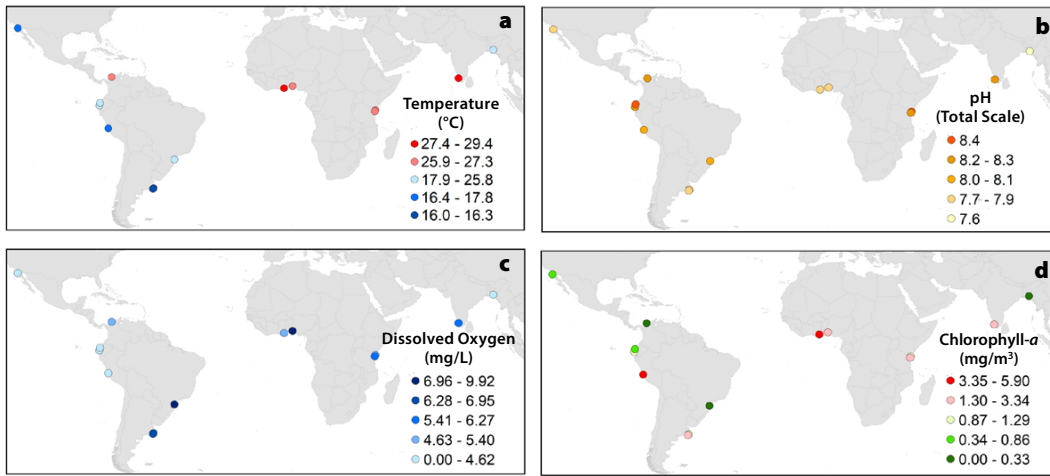 a
Temperature
(°C)
27.4 - 29.4
25.9 - 27.3
17.9 - 25.8
16.4 - 17.8
16.0 - 16.3
b
pH
(Total Scale)
8.4
8.2 - 8.3
8.0 - 8.1
7.7 - 7.9
7.6
c
Dissolved Oxygen
(mg/L)
6.96 - 9.92
6.28 - 6.95
5.41 - 6.27
4.63 - 5.40
0.00 - 4.62
d
Chlorophyll-a
(mg/m³)
3.35 - 5.90
1.30 - 3.34
0.87 - 1.29
0.34 - 0.86
0.00 - 0.33